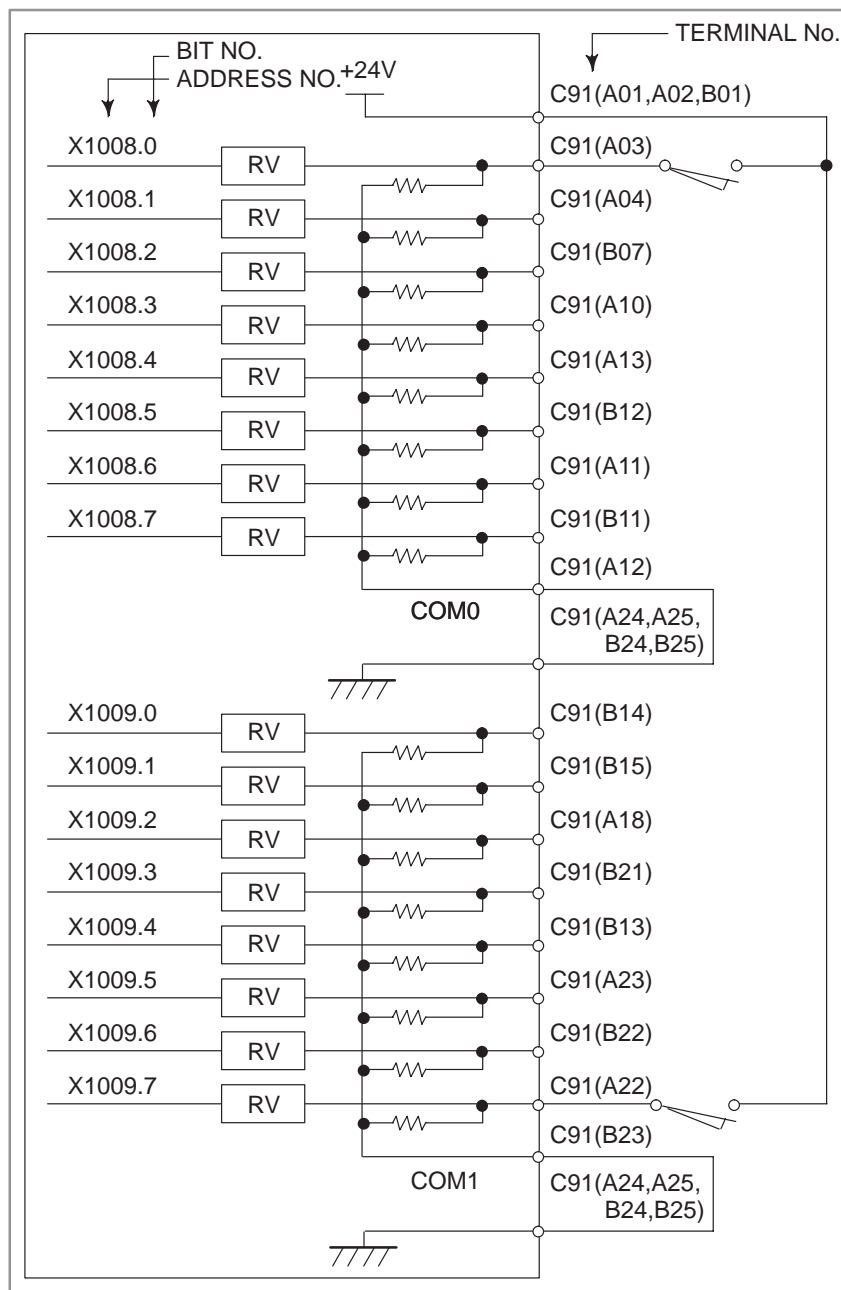 TERMINAL No.
BIT NO.
ADDRESS NO.
+24V
C91(A01,A02,B01)
X1008.0 RV C91(A03)
X1008.1 RV C91(A04)
X1008.2 RV C91(B07)
X1008.3 RV C91(A10)
X1008.4 RV C91(A13)
X1008.5 RV C91(B12)
X1008.6 RV C91(A11)
X1008.7 RV C91(B11)
C91(A12)
COM0
C91(A24,A25,
B24,B25)
X1009.0 RV C91(B14)
X1009.1 RV C91(B15)
X1009.2 RV C91(A18)
X1009.3 RV C91(B21)
X1009.4 RV C91(B13)
X1009.5 RV C91(A23)
X1009.6 RV C91(B22)
X1009.7 RV C91(A22)
C91(B23)
COM1
C91(A24,A25,
B24,B25)